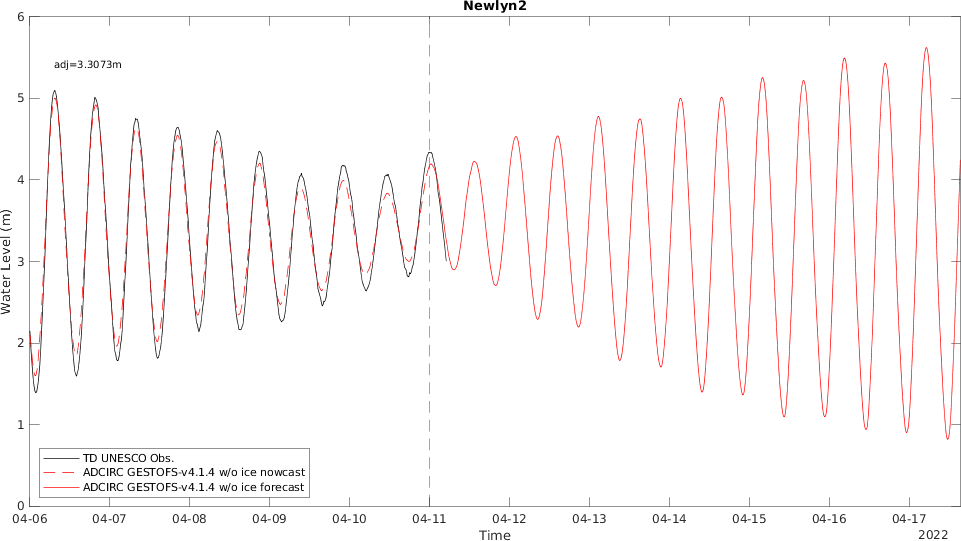 Newlyn2
adj=3.3073m
Water Level (m)
6
5
4
3
2
1
0
TD UNESCO Obs.
ADCIRC GESTOFS-v4.1.4 w/o ice nowcast
ADCIRC GESTOFS-v4.1.4 w/o ice forecast
04-06 04-07 04-08 04-09 04-10 04-11 04-12 04-13 04-14 04-15 04-16 04-17
Time
2022